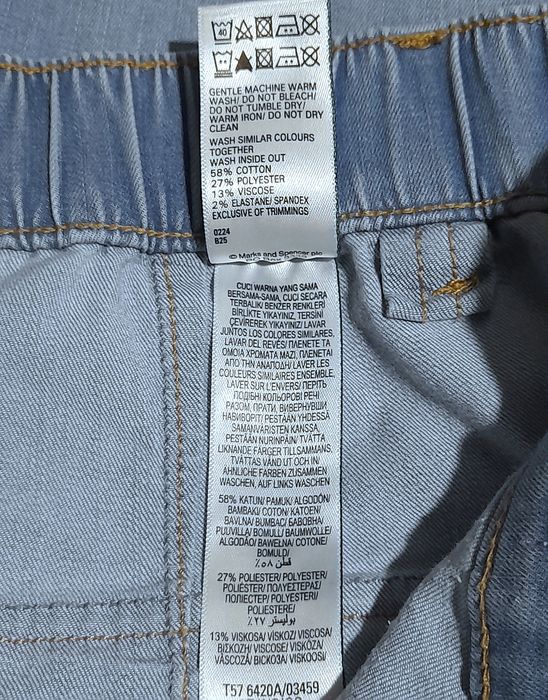 40
GENTLE MACHINE WARM
WASH/ DO NOT BLEACH/
DO NOT TUMBLE DRY/
WARM IRON/ DO NOT DRY
CLEAN
WASH SIMILAR COLOURS
TOGETHER
WASH INSIDE OUT
58% COTTON
27% POLYESTER
13% VISCOSE
2% ELASTANE/ SPANDEX
EXCLUSIVE OF TRIMMINGS
0224
B25
© Marks and Spencer plc
CUCI WARNA YANG SAMA
BERSAMA-SAMA, CUCI SECARA
TERBALIK/ BENZER RENKLERI
BİRLİKTE YIKAYINIZ, TERSİNİ
ÇEVİREREK YIKAYINIZ/ LAVAR
JUNTOS LOS COLORES SIMILARES,
LAVAR DEL REVÉS/ ΠΛΕΝΕΤΑ ΤΑ
ΟΜΟΙΑ ΧΡΩΜΑΤΑ ΜΑΖΙ, ΠΛΕΝΕΤΑΙ
ΑΠΟ ΤΗΝ ΑΝΑΠΟΔΗ/ LAVER LES
COULEURS SIMILAIRES ENSEMBLE,
LAVER SUR L'ENVERS/ ПЕРІТЬ
ПОДІБНІ КОЛЬОРОВІ РЕЧІ
РАЗОМ, ПРАТИ, ВИВЕРНУВШИ
НАВИВОРІТ/ PESTÄÄN YHDESSÄ
SAMANVÄRISTEN KANSSA,
PESTÄÄN NURINPÄIN/ TVÄTTA
LIKNANDE FÄRGER TILLSAMMANS,
TVÄTTAS VÄND UT OCH IN/
ÄHNLICHE FARBEN ZUSAMMEN
WASCHEN, AUF LINKS WASCHEN
58% KATUN/ PAMUK/ ALGODÓN/
ΒΑΜΒΑΚΙ/ COTON/ KATOEN/
BAVLNA/ BUMBAC/ БАВОВНА/
PUUVILLA/ BOMULL/ BAUMWOLLE/
ALGODÃO/ BAWEŁNA/ COTONE/
BOMULD/
قطن ٥٨٪
27% POLIESTER/ POLYESTER/
POLIÉSTER/ ΠΟΛΥΕΣΤΕΡΑΣ/
ПОЛІЕСТЕР/ POLYESTERI/
POLIESTERE/
بوليستر ٢٧٪
13% VISKOSA/ VİSKOZ/ VISCOSA/
ΒΙΣΚΟΖΗ/ VISCOSE/ VISKÓZA/
VÂSCOZĂ/ ВІСКОЗА/ VISKOOSI/
T57 6420A/03459